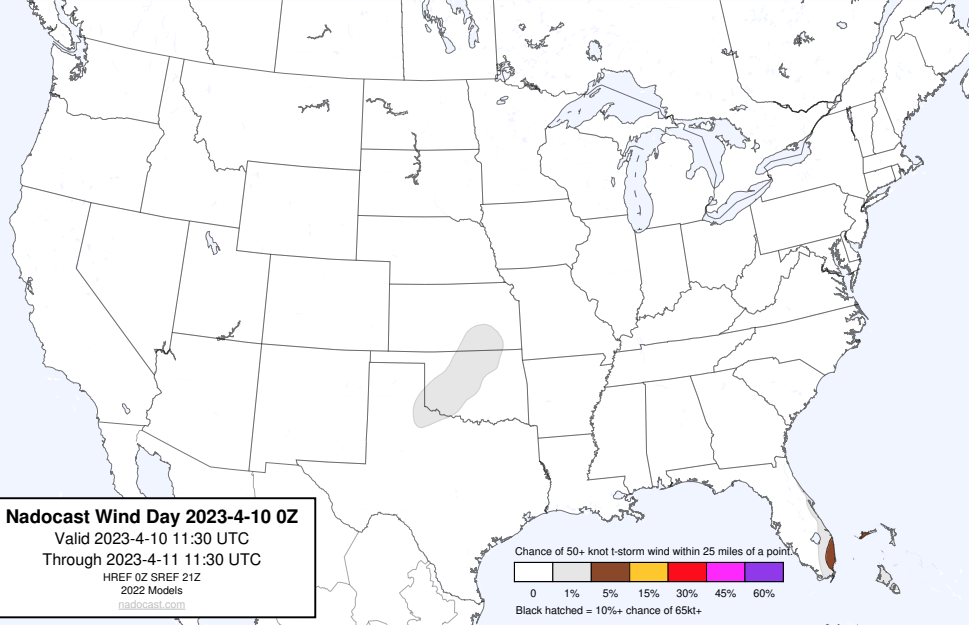 Nadocast Wind Day 2023-4-10 0Z
Valid 2023-4-10 11:30 UTC
Through 2023-4-11 11:30 UTC
HREF 0Z SREF 21Z
2022 Models
nadocast.com
Chance of 50+ knot t-storm wind within 25 miles of a point.
0 1% 5% 15% 30% 45% 60%
Black hatched = 10%+ chance of 65kt+